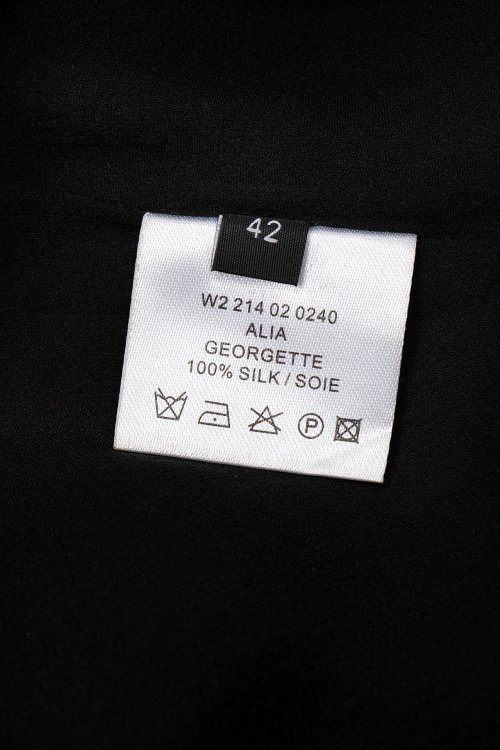 42
W2 214 02 0240
ALIA
GEORGETTE
100% SILK / SOIE
P